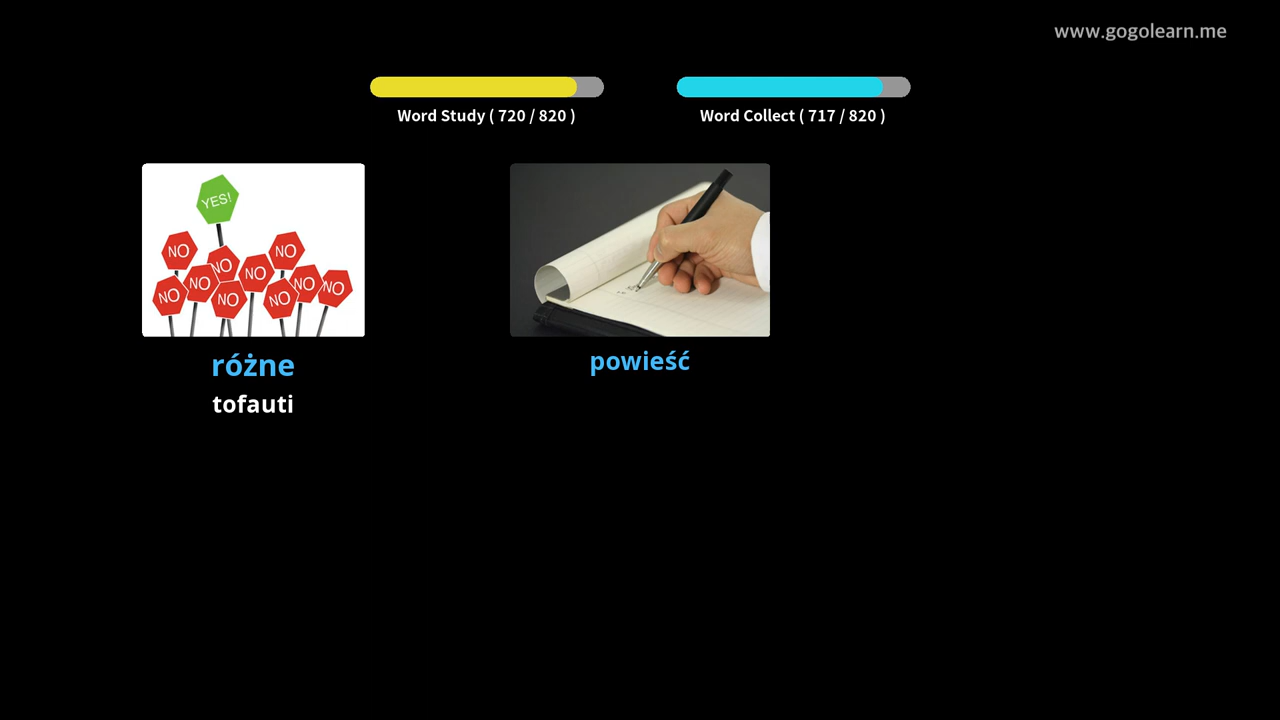 www.gogolearn.me
Word Study ( 720 / 820 )
Word Collect ( 717 / 820 )
YES!
NO
NO
NO
NO
NO
NO
NO
NO
NO
NO
różne
tofauti
powieść